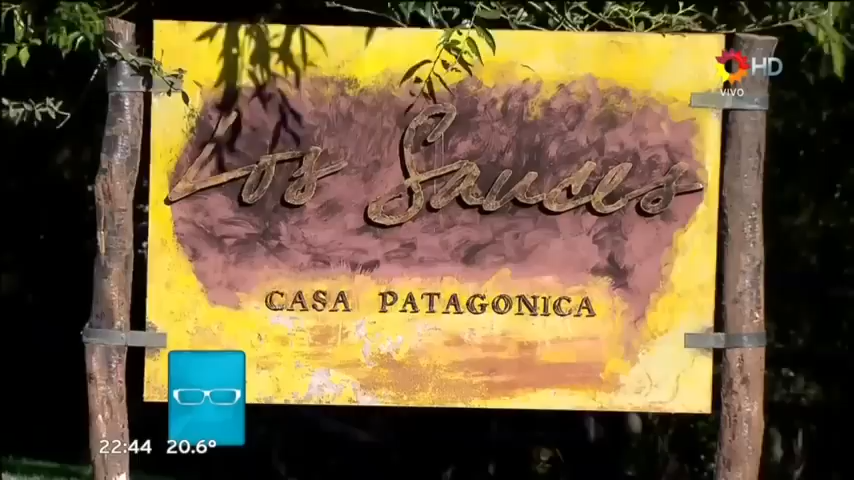 HD
VIVO
Los Sauces
CASA PATAGONICA
22:44 20.6°